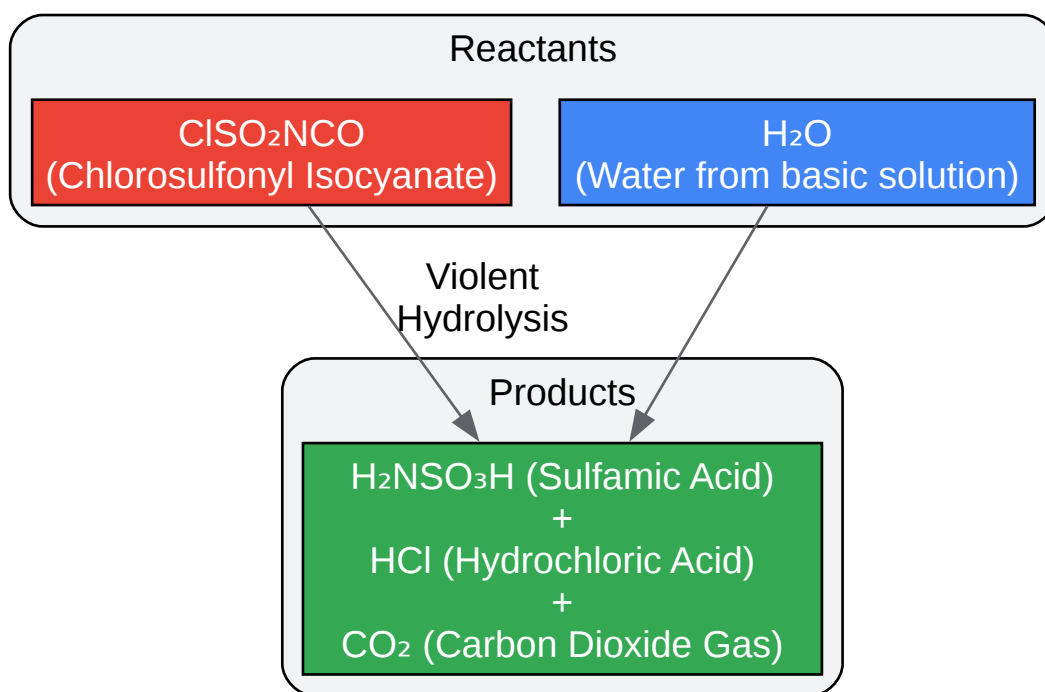 Reactants
ClSO₂NCO
(Chlorosulfonyl Isocyanate)
H₂O
(Water from basic solution)
Violent
Hydrolysis
Products
H₂NSO₃H (Sulfamic Acid)
+
HCl (Hydrochloric Acid)
+
CO₂ (Carbon Dioxide Gas)